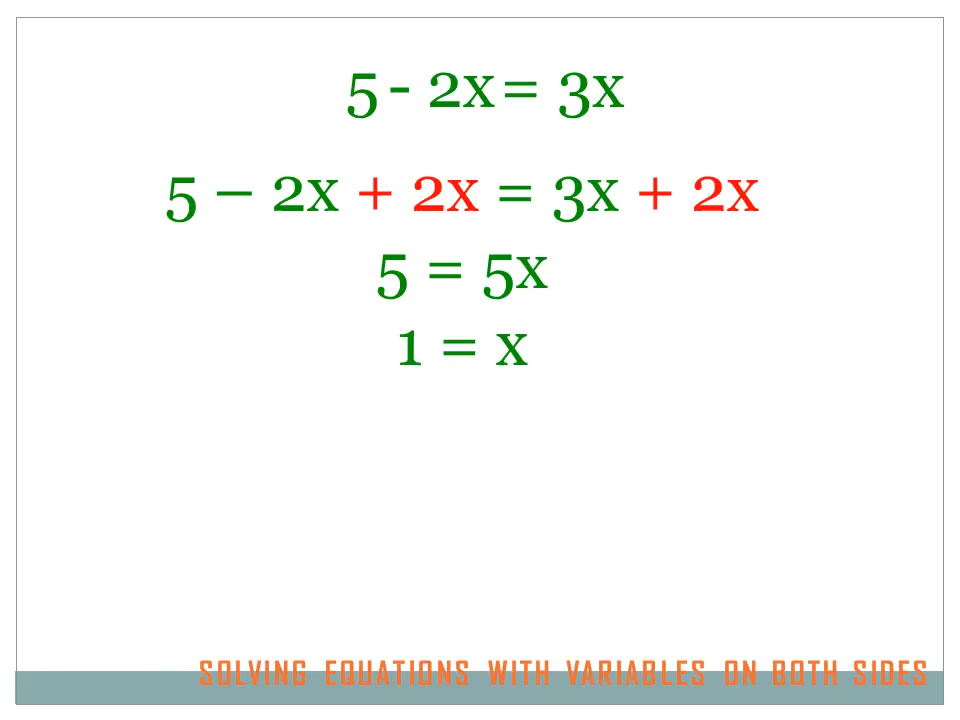 5 - 2x = 3x
5 – 2x + 2x = 3x + 2x
5 = 5x
1 = x
SOLVING EQUATIONS WITH VARIABLES ON BOTH SIDES